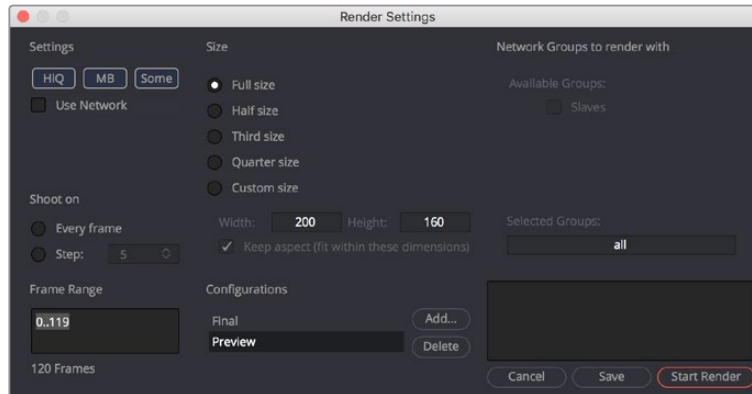 Render Settings
Settings
HiQ MB Some
Use Network
Shoot on
Every frame
Step: 5
Frame Range
0..119
120 Frames
Size
Full size
Half size
Third size
Quarter size
Custom size
Width: 200 Height: 160
Keep aspect (fit within these dimensions)
Configurations
Final
Preview
Add...
Delete
Network Groups to render with
Available Groups:
Slaves
Selected Groups:
all
Cancel Save Start Render